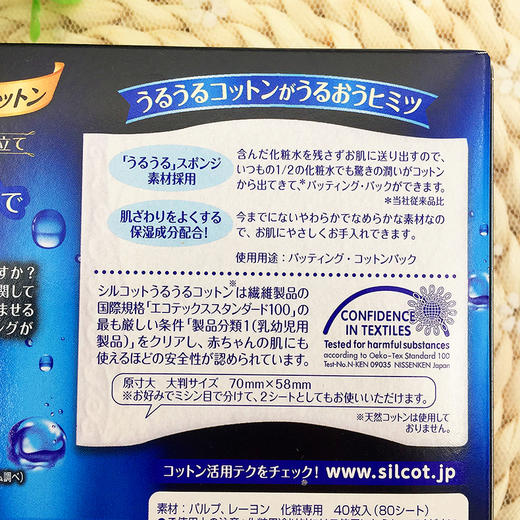 ットン
立て
で
すか?
関して
ませる
ングが
調べ)
うるうるコットンがうるおうヒミツ
「うるうる」スポンジ
素材採用
含んだ化粧水を残さずお肌に送り出すので、
いつもの1/2の化粧水でも驚きの潤いがコットン
から出てきて、*パッティング・パックができます。
*当社従来品比
肌ざわりをよくする
保湿成分配合!
今までにないやわらかでなめらかな素材なの
で、お肌にやさしくお手入れできます。
使用用途:パッティング・コットンパック
シルコットうるうるコットン※は繊維製品の
国際規格「エコテックススタンダード100」の
最も厳しい条件「製品分類1(乳幼児用
製品)」をクリアし、赤ちゃんの肌にも
使えるほどの安全性が認められています。
CONFIDENCE
IN TEXTILES
Tested for harmful substances
according to Oeko-Tex Standard 100
Test-No.N-KEN 09035 NISSENKEN Japan
原寸大 大判サイズ 70mm×58mm
※お好みでミシン目で分けて、2シートとしてもお使いいただけます。
※天然コットンは使用して
おりません。
コットン活用テクをチェック! www.silcot.jp
素材:パルプ、レーヨン 化粧専用 40枚入(80シート)